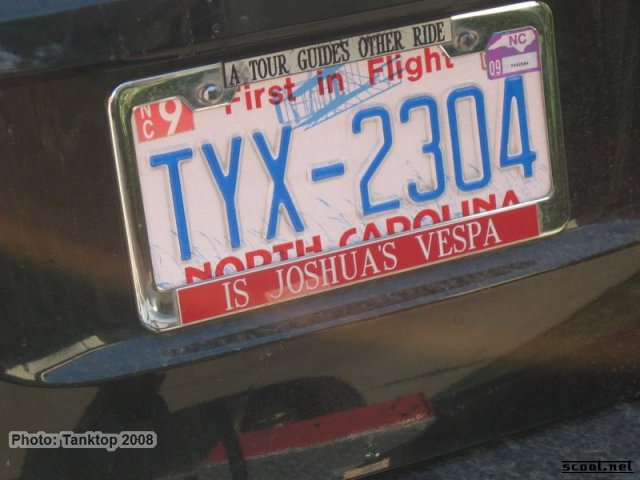 A TOUR GUIDE'S OTHER RIDE
First in Flight
NC
09
NC
9
TYX-2304
NORTH CAROLINA
IS JOSHUA'S VESPA
Photo: Tanktop 2008
scool.net